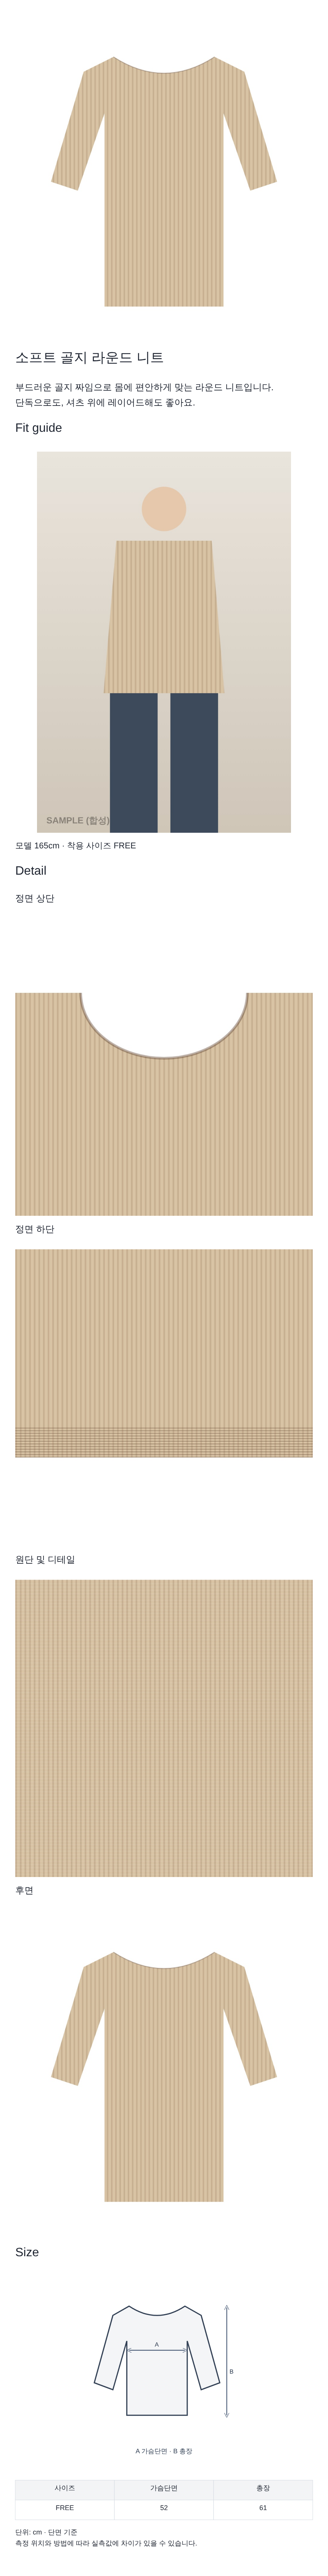 소프트 골지 라운드 니트
부드러운 골지 짜임으로 몸에 편안하게 맞는 라운드 니트입니다.
단독으로도, 셔츠 위에 레이어드해도 좋아요.
Fit guide
SAMPLE (합성)
모델 165cm · 착용 사이즈 FREE
Detail
정면 상단
정면 하단
원단 및 디테일
후면
Size
A
B
A 가슴단면 · B 총장
사이즈 가슴단면 총장
FREE 52 61
단위: cm · 단면 기준
측정 위치와 방법에 따라 실측값에 차이가 있을 수 있습니다.